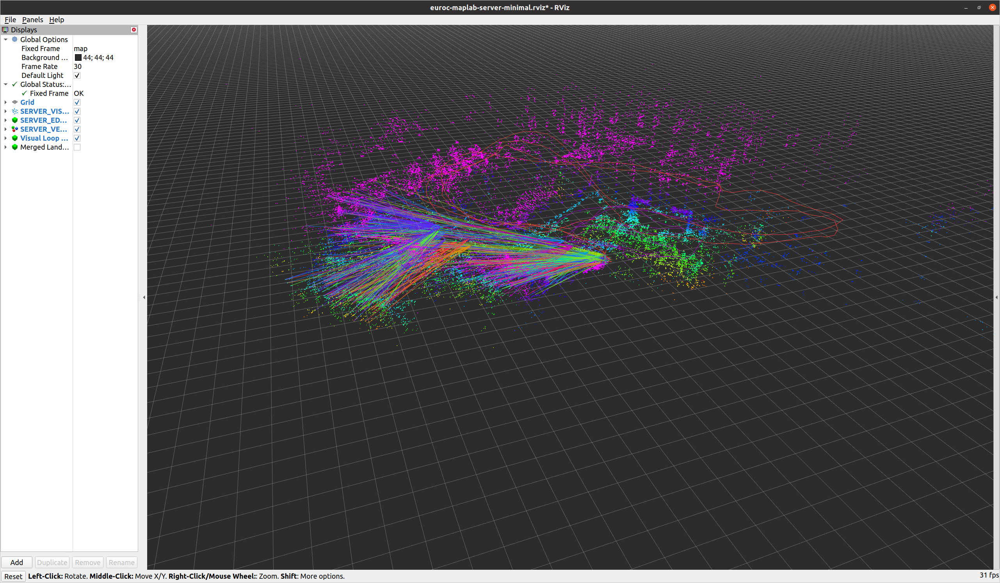 euroc-maplab-server-minimal.rviz* - RViz
File Panels Help
Displays
Global Options
Fixed Frame map
Background ... 44; 44; 44
Frame Rate 30
Default Light
Global Status:...
Fixed Frame OK
Grid
SERVER_VIS...
SERVER_ED...
SERVER_VE...
Visual Loop ...
Merged Land...
Add Duplicate Remove Rename
Reset Left-Click: Rotate. Middle-Click: Move X/Y. Right-Click/Mouse Wheel:: Zoom. Shift: More options. 31 fps